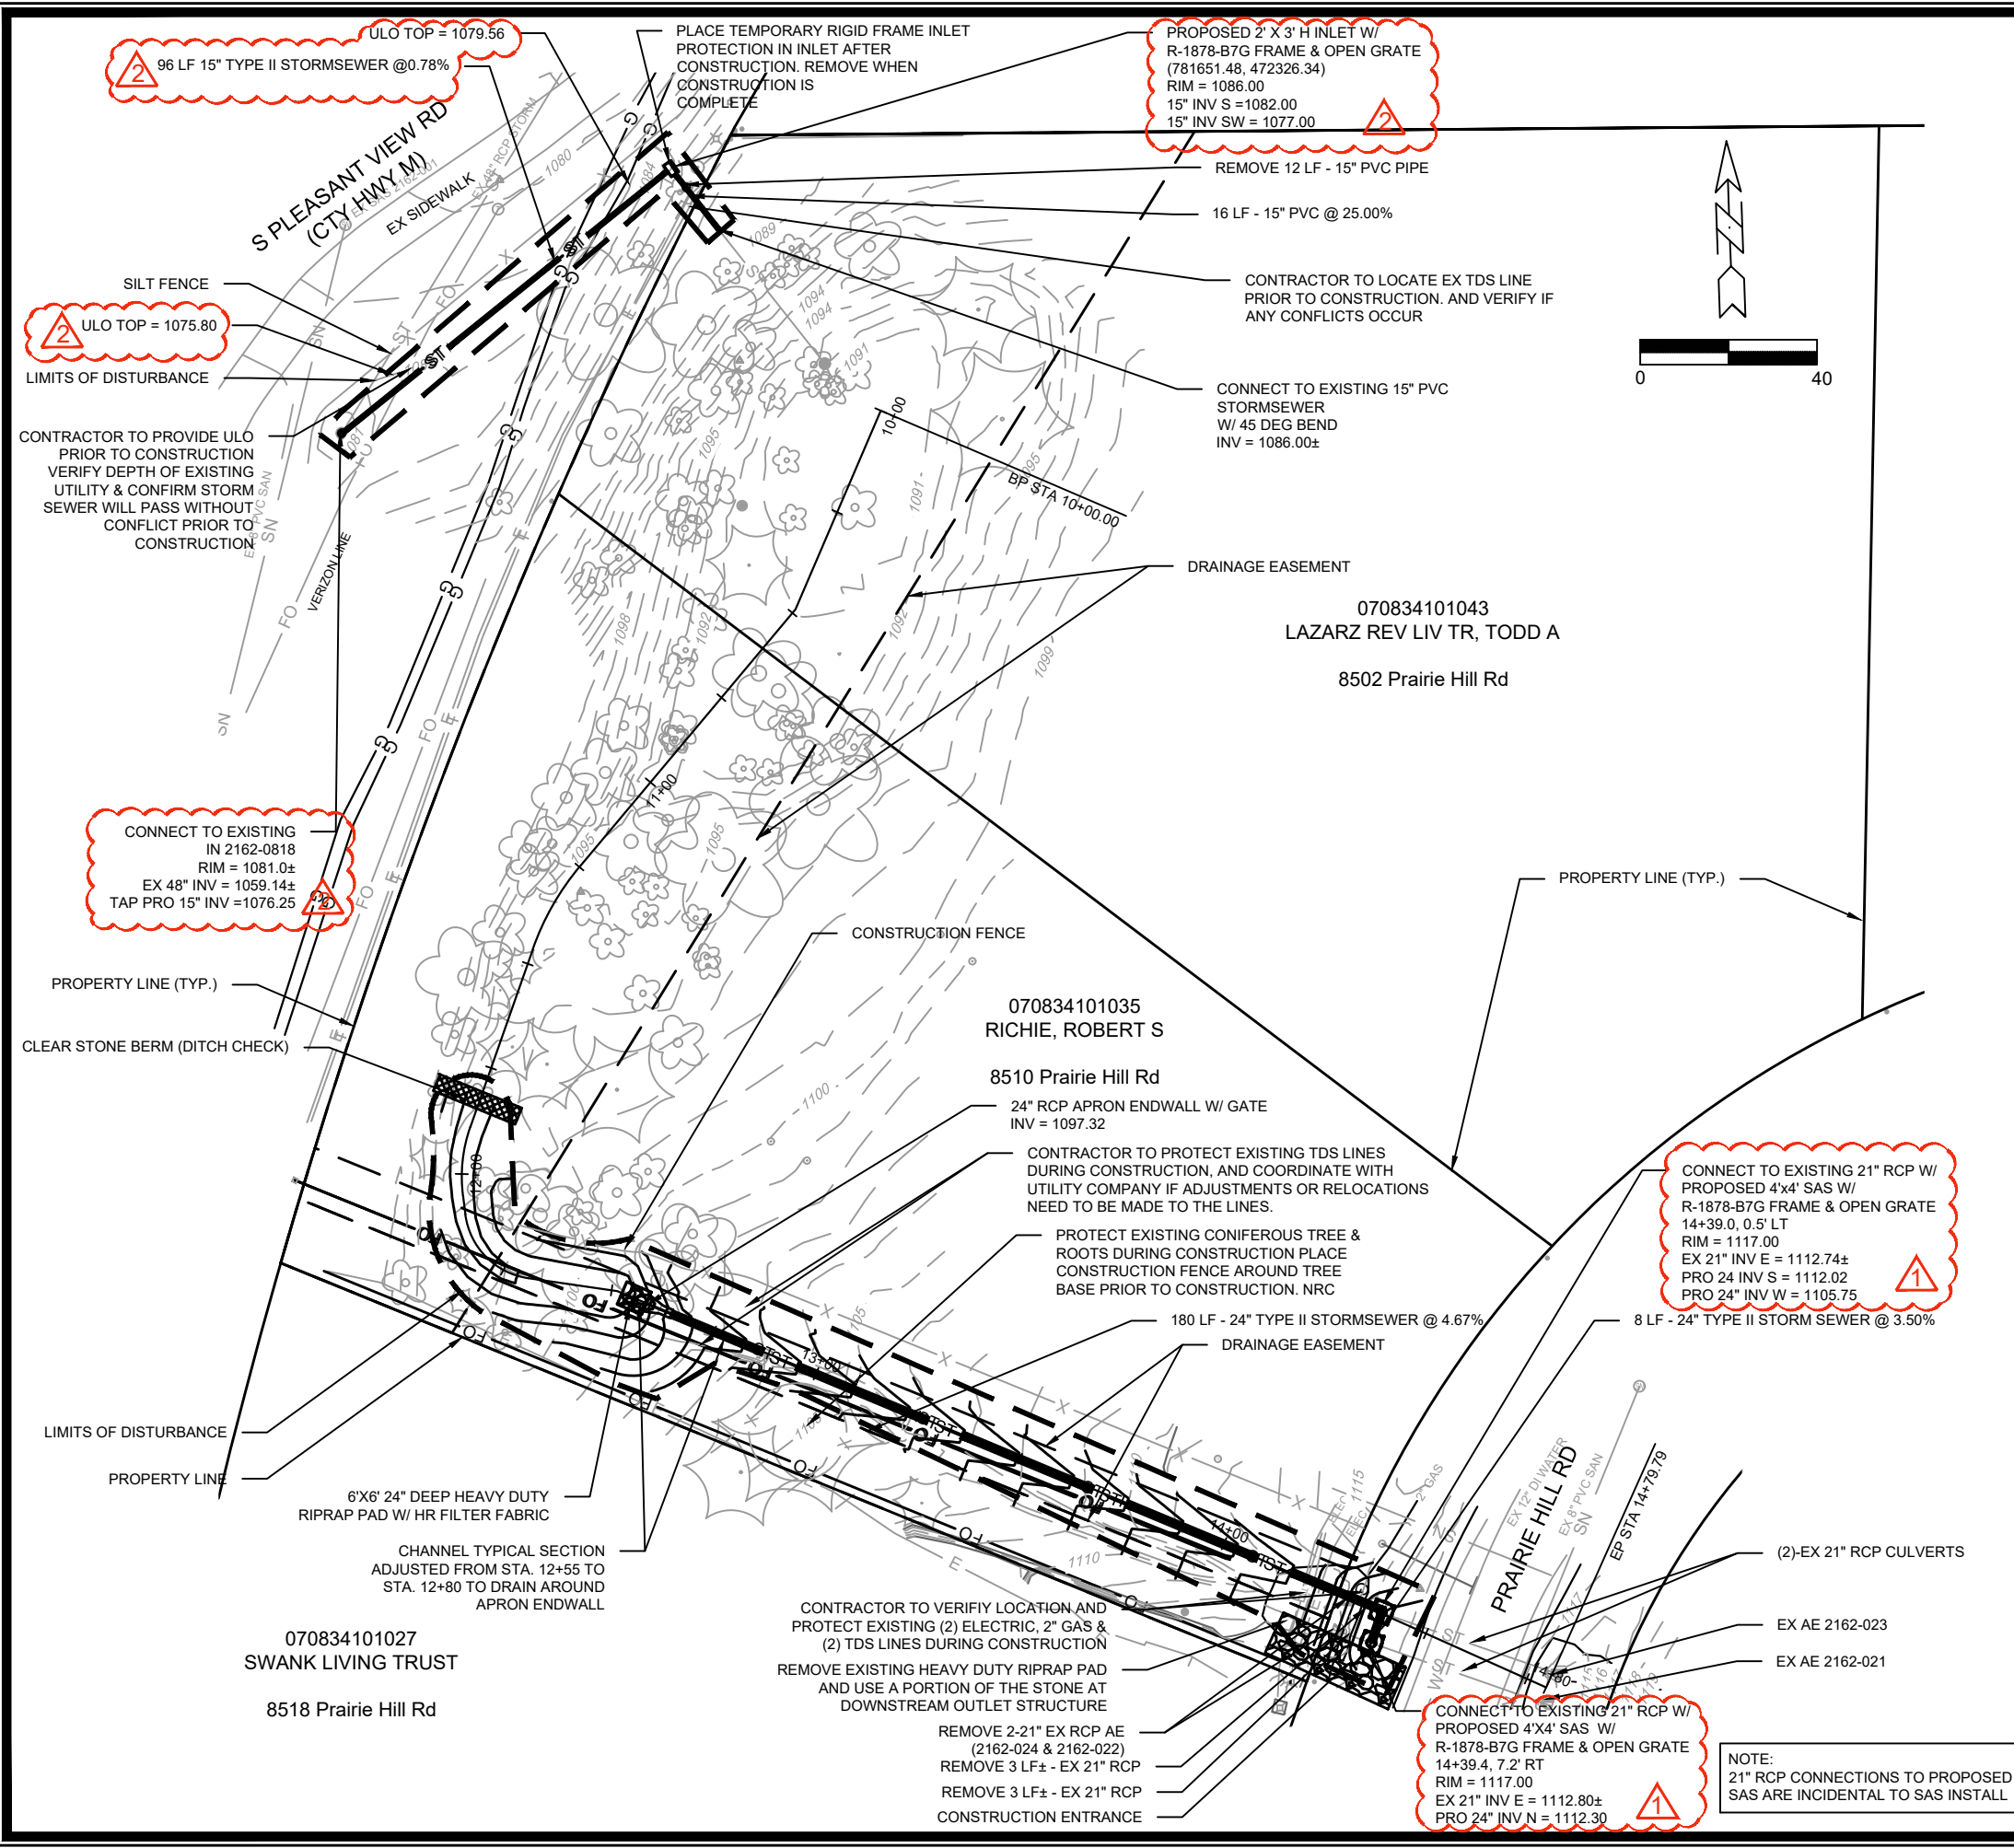 ULO TOP = 1079.56
2
96 LF 15" TYPE II STORMSEWER @0.78%
PLACE TEMPORARY RIGID FRAME INLET
PROTECTION IN INLET AFTER
CONSTRUCTION. REMOVE WHEN
CONSTRUCTION IS
COMPLETE
PROPOSED 2' X 3' H INLET W/
R-1878-B7G FRAME & OPEN GRATE
(781651.48, 472326.34)
RIM = 1086.00
15" INV S =1082.00
15" INV SW = 1077.00
2
REMOVE 12 LF - 15" PVC PIPE
16 LF - 15" PVC @ 25.00%
CONTRACTOR TO LOCATE EX TDS LINE
PRIOR TO CONSTRUCTION. AND VERIFY IF
ANY CONFLICTS OCCUR
CONNECT TO EXISTING 15" PVC
STORMSEWER
W/ 45 DEG BEND
INV = 1086.00±
0 40
S PLEASANT VIEW RD
(CTY HWY M)
EX SIDEWALK
SILT FENCE
2
ULO TOP = 1075.80
LIMITS OF DISTURBANCE
CONTRACTOR TO PROVIDE ULO
PRIOR TO CONSTRUCTION
VERIFY DEPTH OF EXISTING
UTILITY & CONFIRM STORM
SEWER WILL PASS WITHOUT
CONFLICT PRIOR TO
CONSTRUCTION
VERIZON LINE
10+00
BP STA 10+00.00
DRAINAGE EASEMENT
070834101043
LAZARZ REV LIV TR, TODD A
8502 Prairie Hill Rd
11+00
CONNECT TO EXISTING
IN 2162-0818
RIM = 1081.0±
EX 48" INV = 1059.14±
TAP PRO 15" INV =1076.25
2
PROPERTY LINE (TYP.)
CONSTRUCTION FENCE
PROPERTY LINE (TYP.)
CLEAR STONE BERM (DITCH CHECK)
070834101035
RICHIE, ROBERT S
8510 Prairie Hill Rd
24" RCP APRON ENDWALL W/ GATE
INV = 1097.32
CONTRACTOR TO PROTECT EXISTING TDS LINES
DURING CONSTRUCTION, AND COORDINATE WITH
UTILITY COMPANY IF ADJUSTMENTS OR RELOCATIONS
NEED TO BE MADE TO THE LINES.
PROTECT EXISTING CONIFEROUS TREE &
ROOTS DURING CONSTRUCTION PLACE
CONSTRUCTION FENCE AROUND TREE
BASE PRIOR TO CONSTRUCTION. NRC
180 LF - 24" TYPE II STORMSEWER @ 4.67%
DRAINAGE EASEMENT
CONNECT TO EXISTING 21" RCP W/
PROPOSED 4'x4' SAS W/
R-1878-B7G FRAME & OPEN GRATE
14+39.0, 0.5' LT
RIM = 1117.00
EX 21" INV E = 1112.74±
PRO 24 INV S = 1112.02
PRO 24" INV W = 1105.75
1
8 LF - 24" TYPE II STORM SEWER @ 3.50%
12+00
13+00
14+00
LIMITS OF DISTURBANCE
PROPERTY LINE
6'X6' 24" DEEP HEAVY DUTY
RIPRAP PAD W/ HR FILTER FABRIC
CHANNEL TYPICAL SECTION
ADJUSTED FROM STA. 12+55 TO
STA. 12+80 TO DRAIN AROUND
APRON ENDWALL
070834101027
SWANK LIVING TRUST
8518 Prairie Hill Rd
CONTRACTOR TO VERIFIY LOCATION AND
PROTECT EXISTING (2) ELECTRIC, 2" GAS &
(2) TDS LINES DURING CONSTRUCTION
REMOVE EXISTING HEAVY DUTY RIPRAP PAD
AND USE A PORTION OF THE STONE AT
DOWNSTREAM OUTLET STRUCTURE
REMOVE 2-21" EX RCP AE
(2162-024 & 2162-022)
REMOVE 3 LF± - EX 21" RCP
REMOVE 3 LF± - EX 21" RCP
CONSTRUCTION ENTRANCE
2" GAS
EX 12" DI WATER
PRAIRIE HILL RD
EX 8" PVC SAN
EP STA 14+79.79
(2)-EX 21" RCP CULVERTS
EX AE 2162-023
EX AE 2162-021
CONNECT TO EXISTING 21" RCP W/
PROPOSED 4'X4' SAS W/
R-1878-B7G FRAME & OPEN GRATE
14+39.4, 7.2' RT
RIM = 1117.00
EX 21" INV E = 1112.80±
PRO 24" INV N = 1112.30
1
NOTE:
21" RCP CONNECTIONS TO PROPOSED
SAS ARE INCIDENTAL TO SAS INSTALL